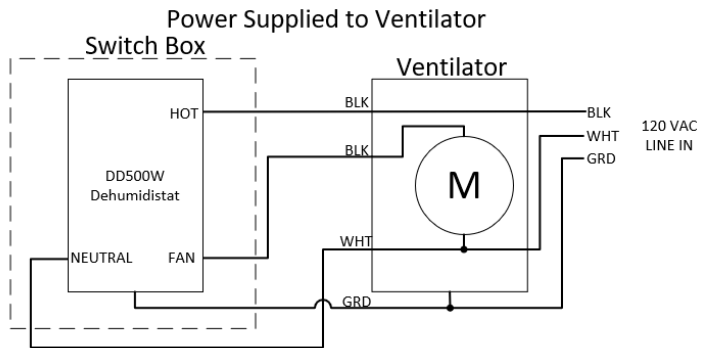 Power Supplied to Ventilator
Switch Box
Ventilator
HOT
BLK
BLK
120 VAC
LINE IN
WHT
GRD
BLK
DD500W
Dehumidistat
M
NEUTRAL
FAN
WHT
GRD